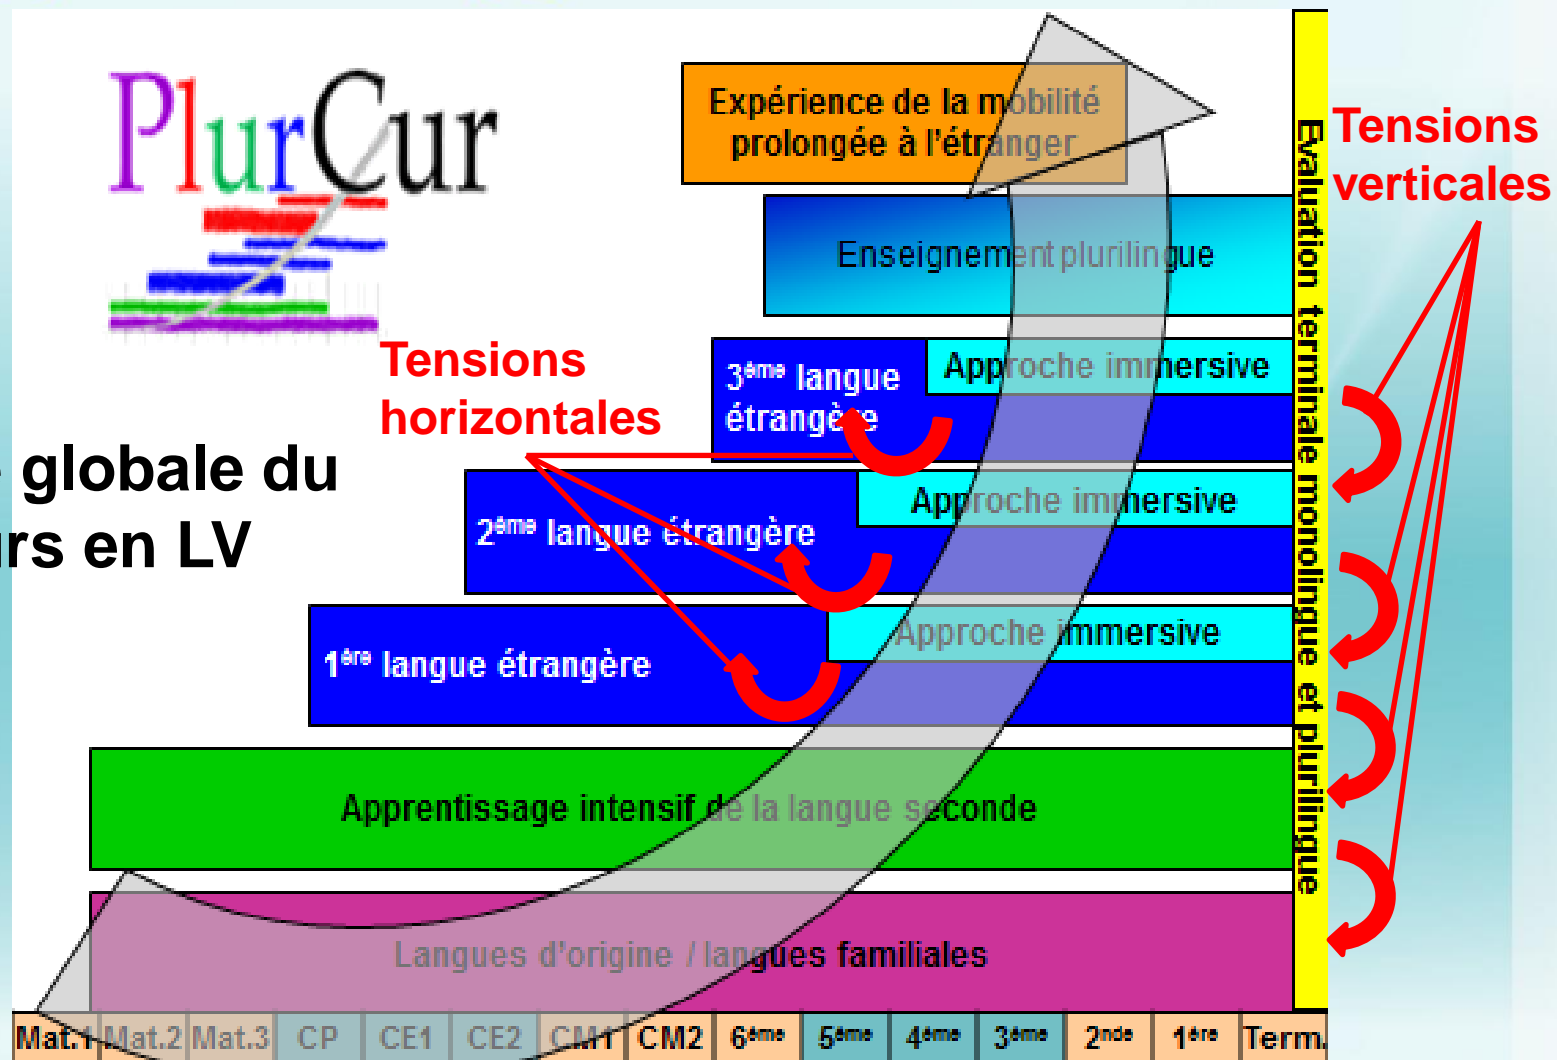 PlurCur
Expérience de la mobilité
prolongée à l'étranger
Tensions
verticales
Enseignement plurilingue
Tensions
horizontales
3ème langue
étrangère
Approche immersive
globale du
en LV
2ème langue étrangère
Approche immersive
1ère langue étrangère
Approche immersive
Apprentissage intensif de la langue seconde
Langues d'origine / langues familiales
Evaluation terminale monolingue et plurilingue
Mat.1 Mat.2 Mat.3 CP CE1 CE2 CM1 CM2 6ème 5ème 4ème 3ème 2nde 1ère Term.